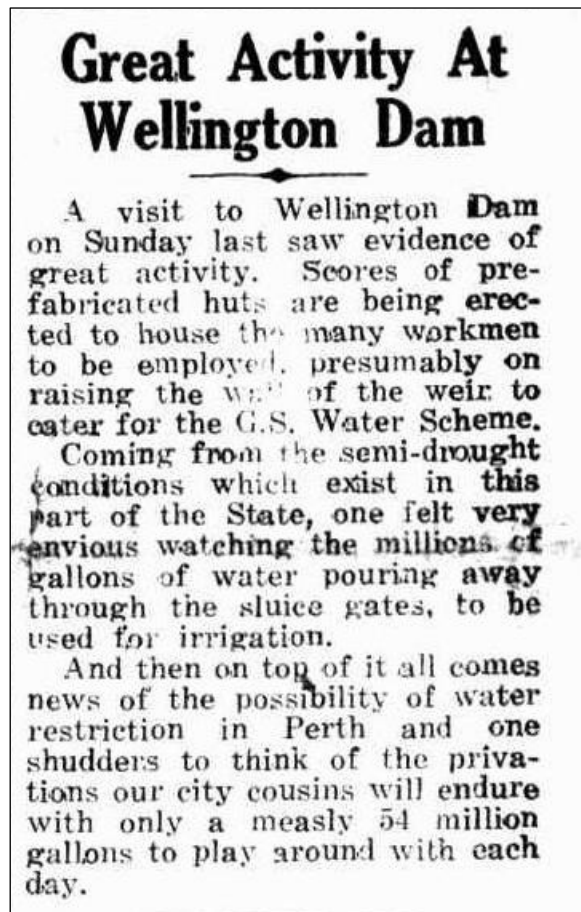 Great Activity At
Wellington Dam
A visit to Wellington Dam
on Sunday last saw evidence of
great activity. Scores of pre-
fabricated huts are being erec-
ted to house the many workmen
to be employed, presumably on
raising the wall of the weir to
cater for the G.S. Water Scheme.
Coming from the semi-drought
conditions which exist in this
part of the State, one felt very
envious watching the millions of
gallons of water pouring away
through the sluice gates, to be
used for irrigation.
And then on top of it all comes
news of the possibility of water
restriction in Perth and one
shudders to think of the priva-
tions our city cousins will endure
with only a measly 54 million
gallons to play around with each
day.